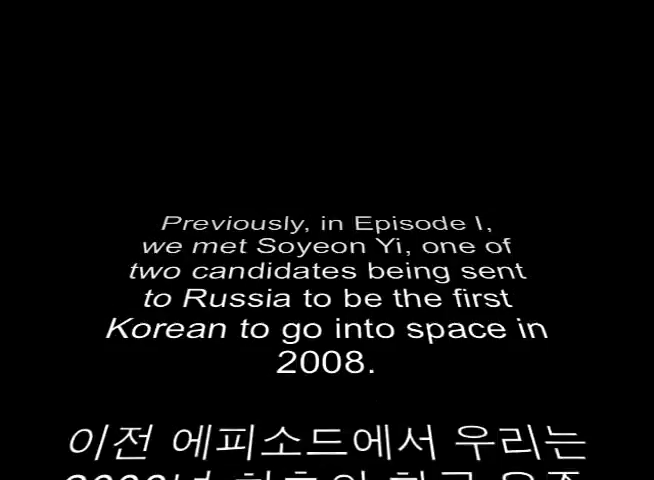 Previously, in Episode I,
we met Soyeon Yi, one of
two candidates being sent
to Russia to be the first
Korean to go into space in
2008.
이전 에피소드에서 우리는